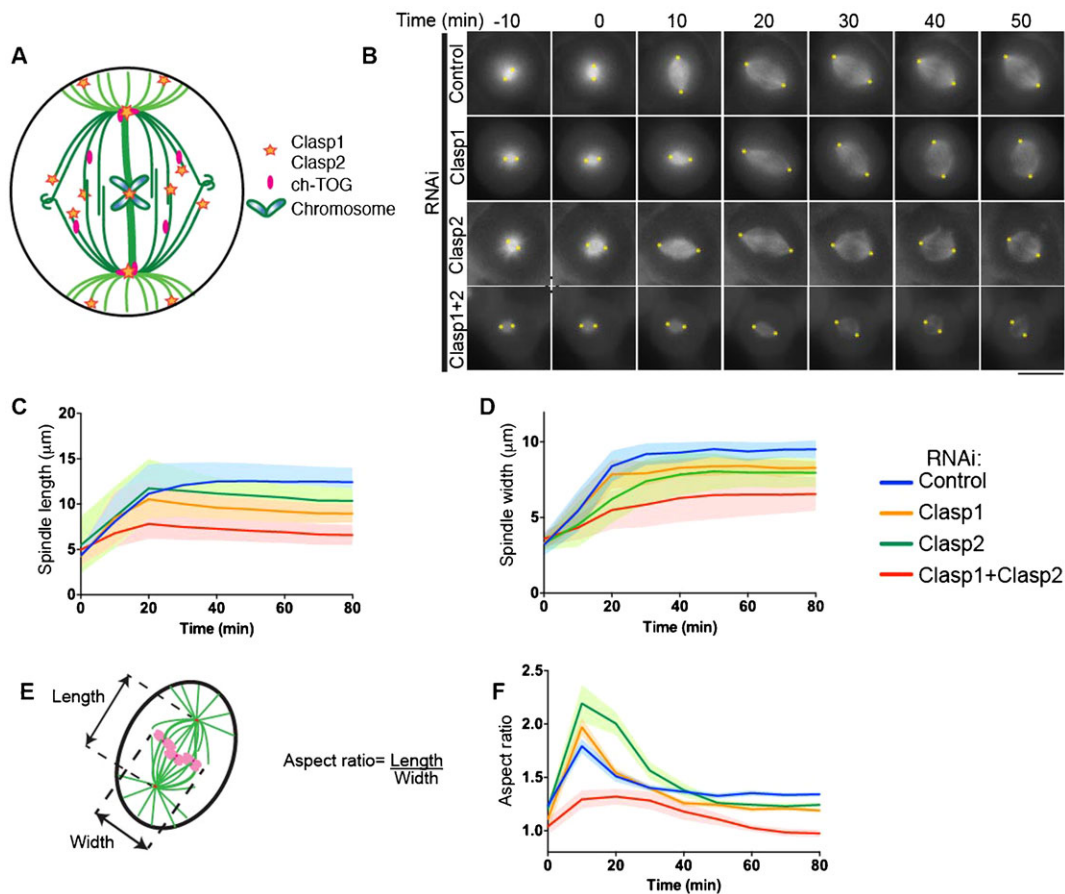 A
Clasp1
Clasp2
ch-TOG
Chromosome
B
Time (min) -10 0 10 20 30 40 50
RNAi
Control
Clasp1
Clasp2
Clasp1+2
C
Spindle length (μm)
20
15
10
5
0
0 20 40 60 80
Time (min)
D
Spindle width (μm)
10
5
0
0 20 40 60 80
Time (min)
RNAi:
Control
Clasp1
Clasp2
Clasp1+Clasp2
E
Length
Width
Aspect ratio= Length
Width
F
Aspect ratio
2.5
2.0
1.5
1.0
0 20 40 60 80
Time (min)